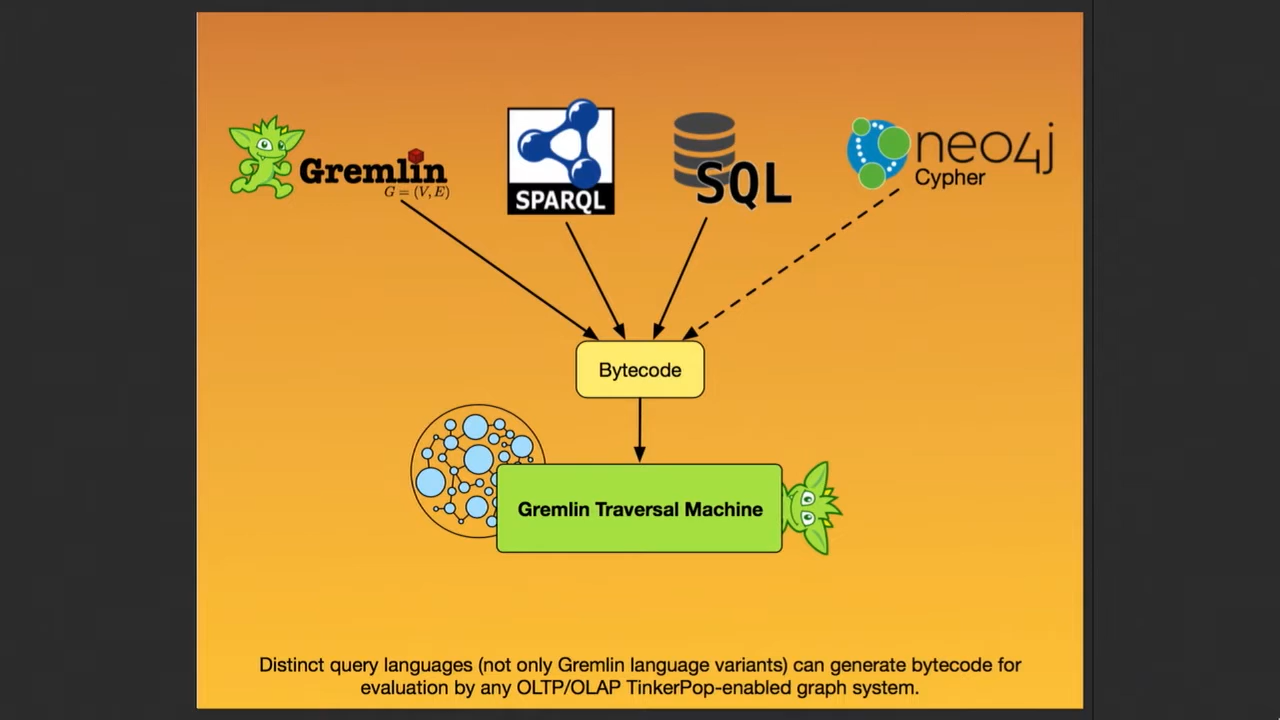 Gremlin
G = (V, E)
SPARQL
SQL
neo4j
Cypher
Bytecode
Gremlin Traversal Machine
Distinct query languages (not only Gremlin language variants) can generate bytecode for
evaluation by any OLTP/OLAP TinkerPop-enabled graph system.